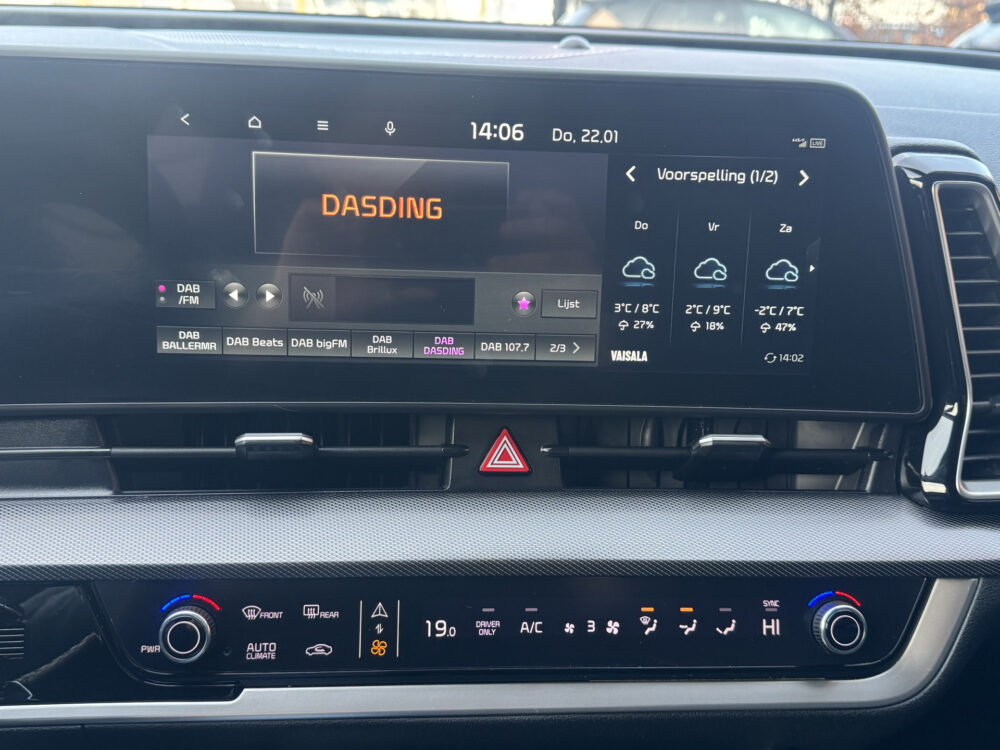 14:06 Do, 22.01
LIVE
DASDING
Voorspelling (1/2)
Do Vr Za
3°C / 8°C 2°C / 9°C -2°C / 7°C
27% 18% 47%
VAISALA 14:02
DAB
/FM
Lijst
DAB
BALLERMR
DAB Beats
DAB bigFM
DAB
Brillux
DAB
DASDING
DAB 107.7
2/3
PWR
FRONT
REAR
AUTO
CLIMATE
19.0
DRIVER
ONLY
A/C
3
SYNC
HI